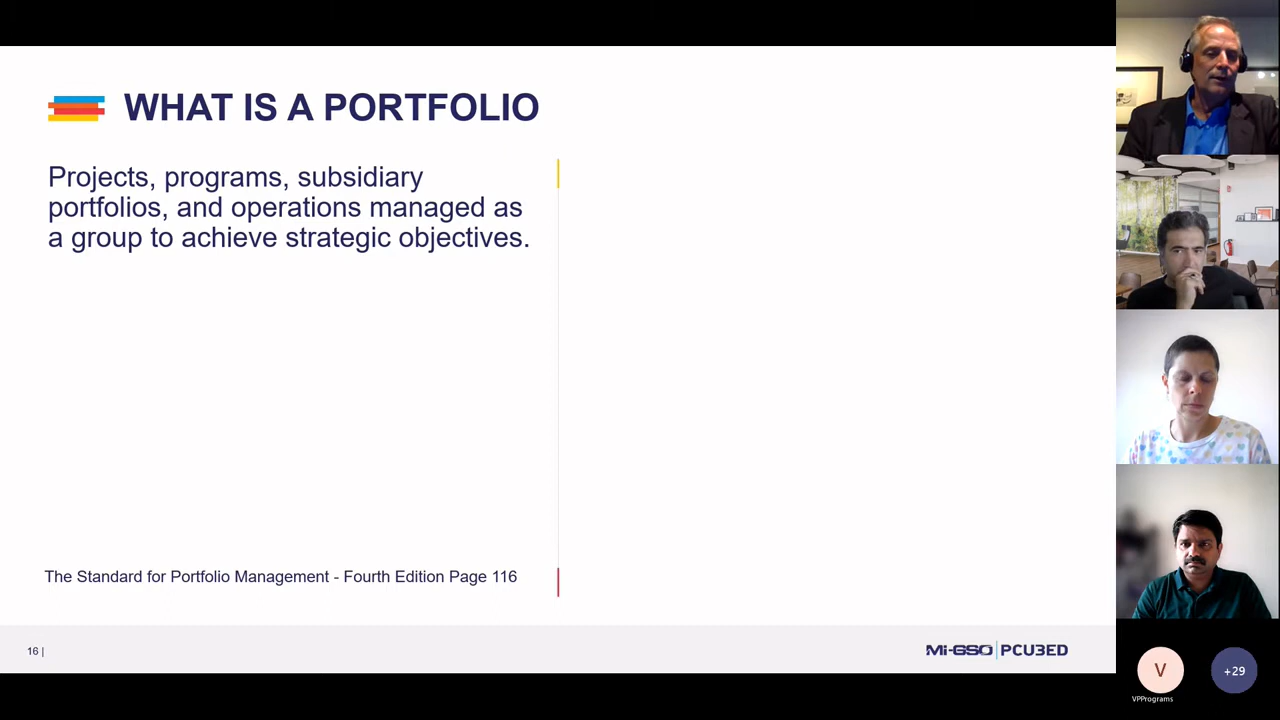 WHAT IS A PORTFOLIO
Projects, programs, subsidiary
portfolios, and operations managed as
a group to achieve strategic objectives.
The Standard for Portfolio Management - Fourth Edition Page 116
16 |
Mi-GSO | PCUBED
V
+29
VPPrograms